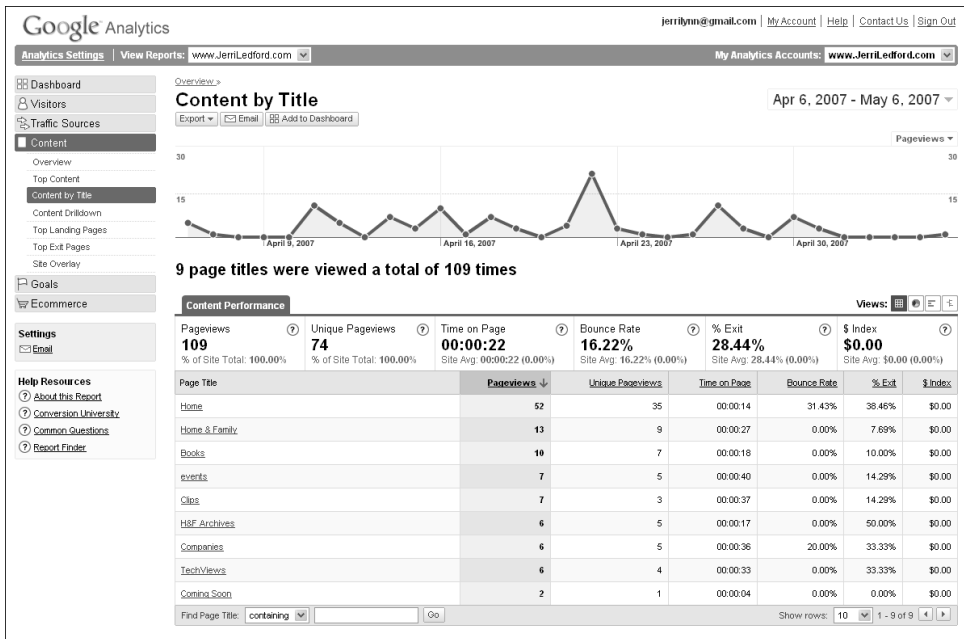 Google Analytics
jerrilynn@gmail.com | My Account | Help | Contact Us | Sign Out
Analytics Settings | View Reports: www.JerriLedford.com
My Analytics Accounts: www.JerriLedford.com
Dashboard
Visitors
Traffic Sources
Content
Overview
Top Content
Content by Title
Content Drilldown
Top Landing Pages
Top Exit Pages
Site Overlay
Goals
Ecommerce
Settings
Email
Help Resources
About this Report
Conversion University
Common Questions
Report Finder
Overview »
Content by Title
Apr 6, 2007 - May 6, 2007
Export Email Add to Dashboard
Pageviews
30 30
15 15
April 9, 2007 April 16, 2007 April 23, 2007 April 30, 2007
9 page titles were viewed a total of 109 times
Content Performance Views:
Pageviews ? Unique Pageviews ? Time on Page ? Bounce Rate ? % Exit ? $ Index ?
109 74 00:00:22 16.22% 28.44% $0.00
% of Site Total: 100.00% % of Site Total: 100.00% Site Avg: 00:00:22 (0.00%) Site Avg: 16.22% (0.00%) Site Avg: 28.44% (0.00%) Site Avg: $0.00 (0.00%)
Page Title Pageviews Unique Pageviews Time on Page Bounce Rate % Exit $ Index
Home 52 35 00:00:14 31.43% 38.46% $0.00
Home & Family 13 9 00:00:27 0.00% 7.69% $0.00
Books 10 7 00:00:18 0.00% 10.00% $0.00
events 7 5 00:00:40 0.00% 14.29% $0.00
Clips 7 3 00:00:37 0.00% 14.29% $0.00
H&F Archives 6 5 00:00:17 0.00% 50.00% $0.00
Companies 6 5 00:00:36 20.00% 33.33% $0.00
TechViews 6 4 00:00:33 0.00% 33.33% $0.00
Coming Soon 2 1 00:00:04 0.00% 0.00% $0.00
Find Page Title: containing Go Show rows: 10 1 - 9 of 9